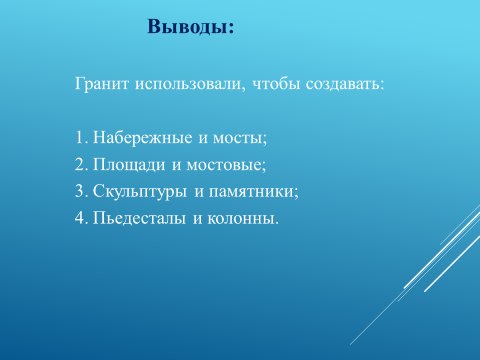 Выводы:
Гранит использовали, чтобы создавать:
1. Набережные и мосты;
2. Площади и мостовые;
3. Скульптуры и памятники;
4. Пьедесталы и колонны.